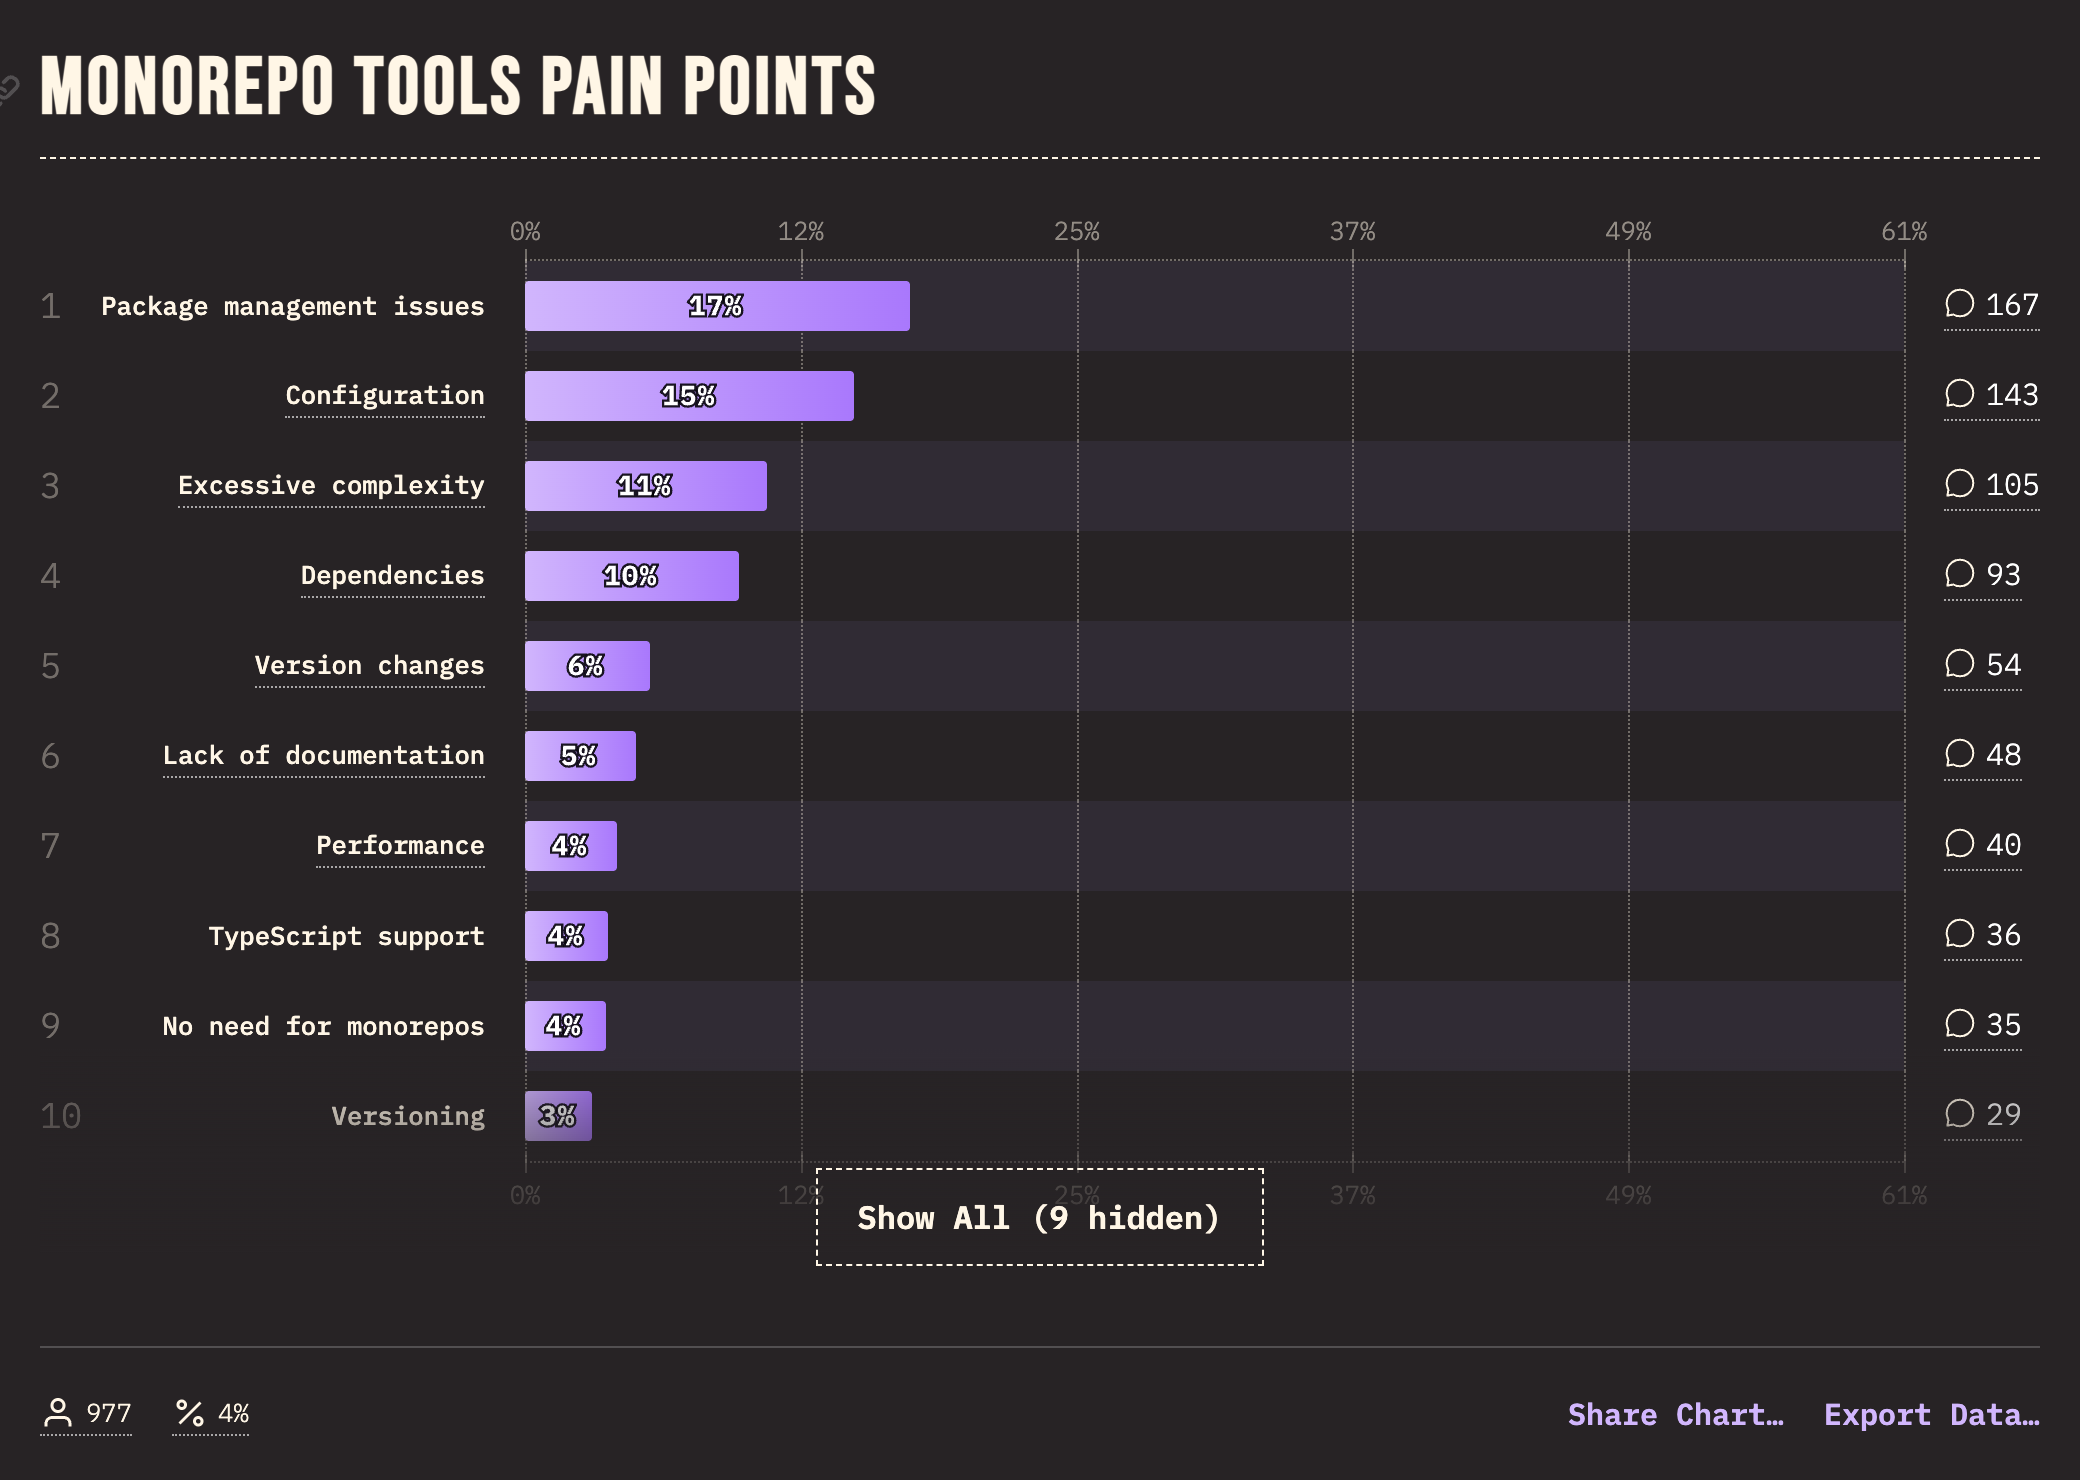 MONOREPO TOOLS PAIN POINTS
0% 12% 25% 37% 49% 61%
1 Package management issues 17% 167
2 Configuration 15% 143
3 Excessive complexity 11% 105
4 Dependencies 10% 93
5 Version changes 6% 54
6 Lack of documentation 5% 48
7 Performance 4% 40
8 TypeScript support 4% 36
9 No need for monorepos 4% 35
10 Versioning 3% 29
0% 12% 25% 37% 49% 61%
Show All (9 hidden)
977 4% Share Chart… Export Data…